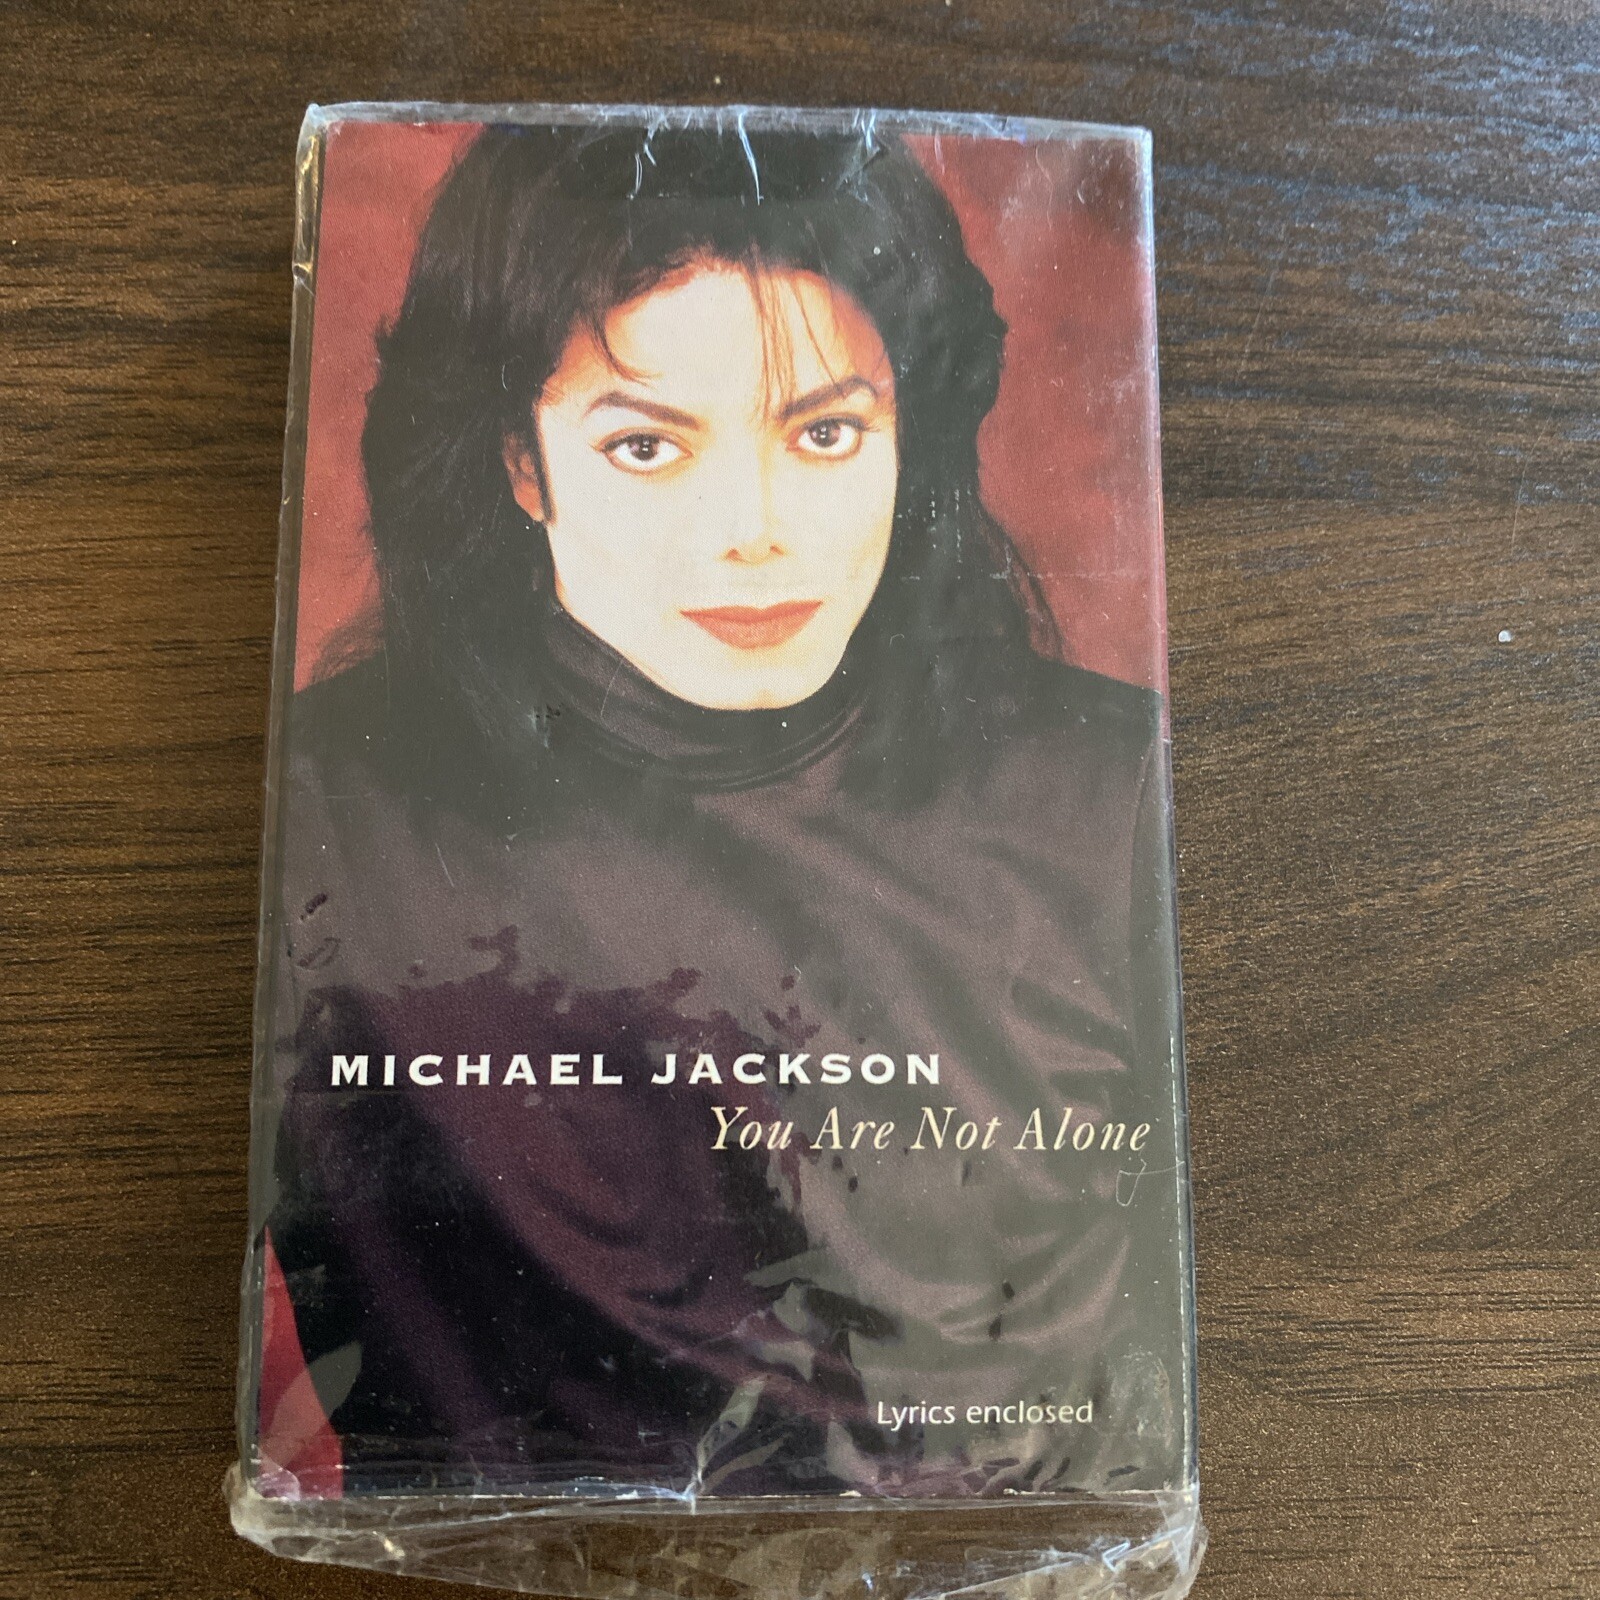 MICHAEL JACKSON
You Are Not Alone
Lyrics enclosed